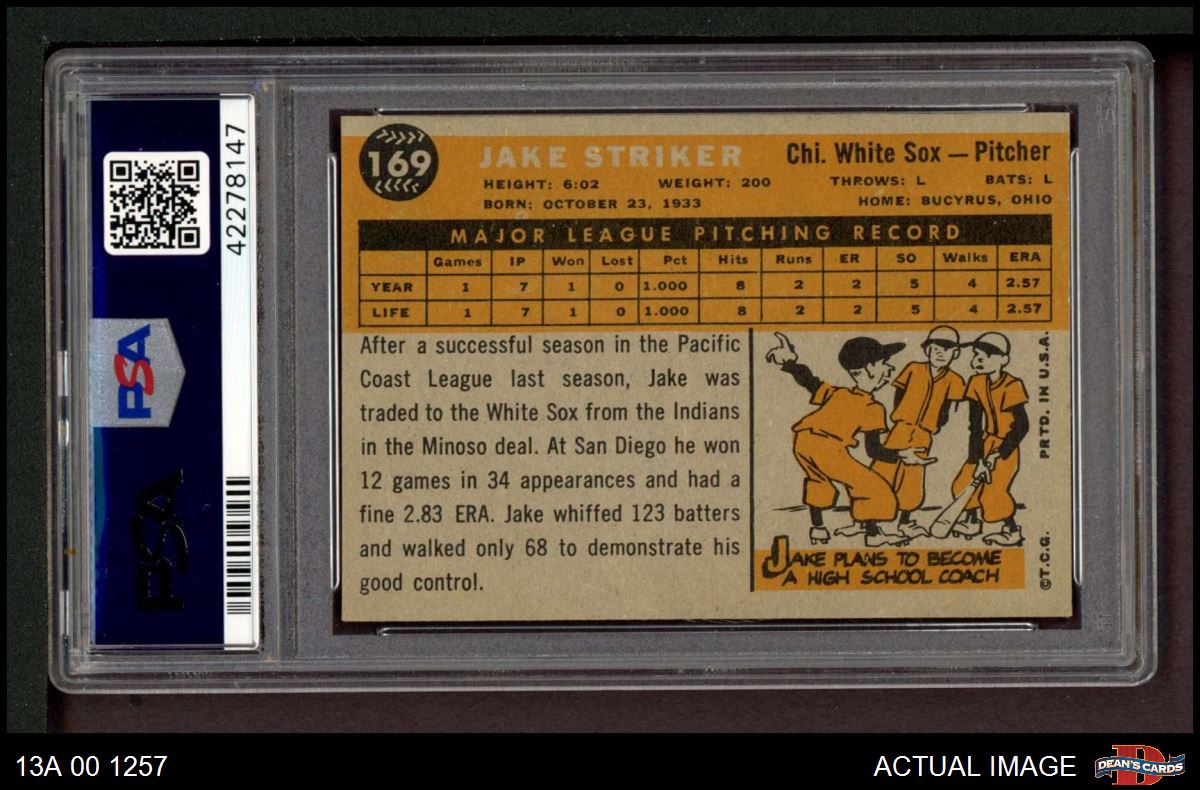 42278147
PSA
PSA
169
JAKE STRIKER
Chi. White Sox — Pitcher
HEIGHT: 6:02 WEIGHT: 200 THROWS: L BATS: L
BORN: OCTOBER 23, 1933 HOME: BUCYRUS, OHIO
MAJOR LEAGUE PITCHING RECORD
Games IP Won Lost Pct Hits Runs ER SO Walks ERA
YEAR 1 7 1 0 1.000 8 2 2 5 4 2.57
LIFE 1 7 1 0 1.000 8 2 2 5 4 2.57
After a successful season in the Pacific
Coast League last season, Jake was
traded to the White Sox from the Indians
in the Minoso deal. At San Diego he won
12 games in 34 appearances and had a
fine 2.83 ERA. Jake whiffed 123 batters
and walked only 68 to demonstrate his
good control.
JAKE PLANS TO BECOME
A HIGH SCHOOL COACH
©T.C.G. PRTD. IN U.S.A.
13A 00 1257
ACTUAL IMAGE
D
DEAN'S CARDS